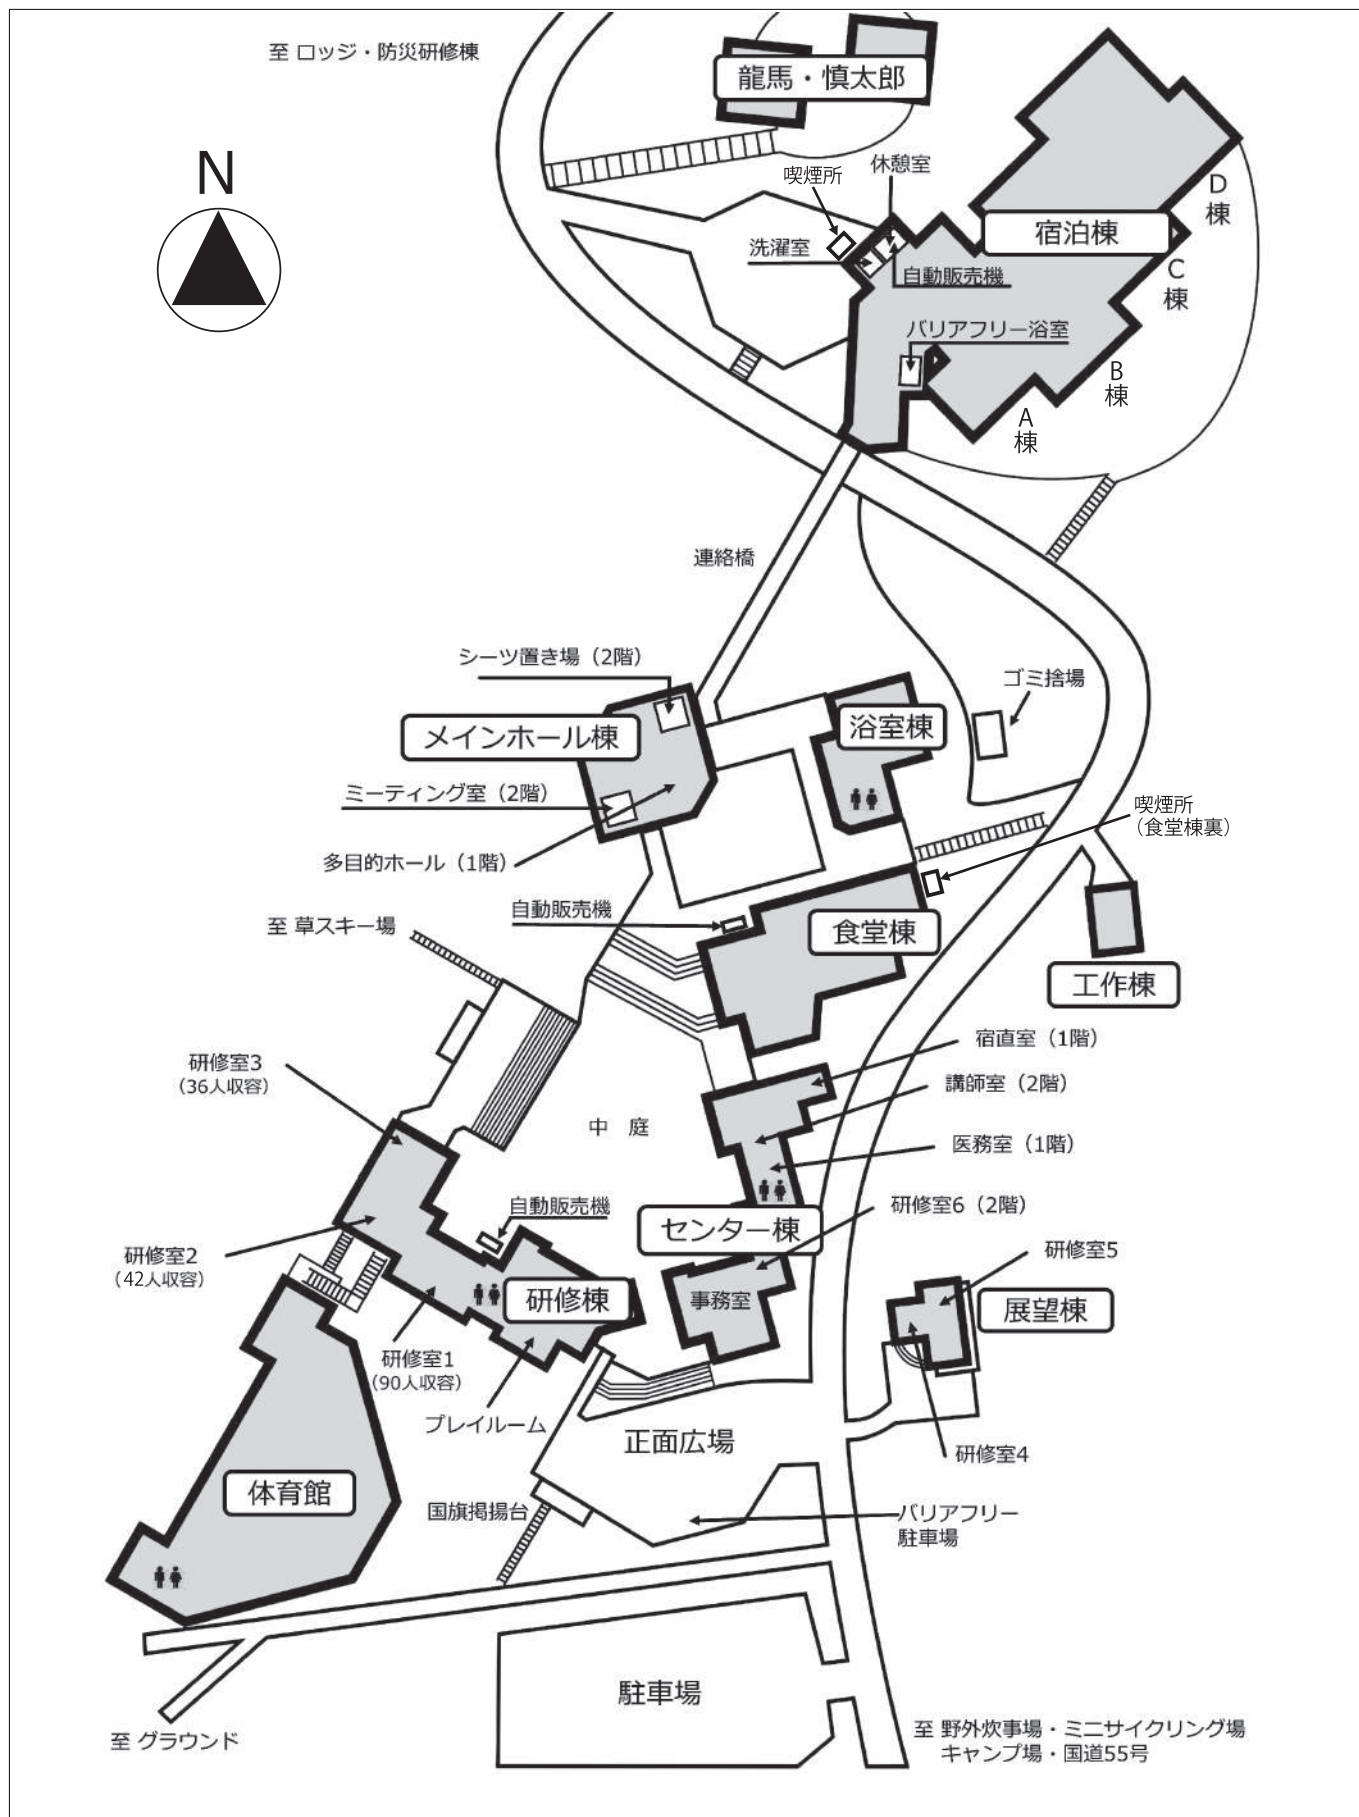 至 ロッジ・防災研修棟
龍馬・慎太郎
N
休憩室
喫煙所
D
棟
宿泊棟
洗濯室
自動販売機
C
棟
バリアフリー浴室
B
棟
A
棟
連絡橋
シーツ置き場（2階）
ゴミ捨場
メインホール棟
浴室棟
ミーティング室（2階）
喫煙所
（食堂棟裏）
多目的ホール（1階）
自動販売機
至 草スキー場
食堂棟
工作棟
宿直室（1階）
研修室3
（36人収容）
講師室（2階）
中 庭
医務室（1階）
自動販売機
研修室6（2階）
センター棟
研修室2
（42人収容）
研修室5
研修棟
事務室
展望棟
研修室1
（90人収容）
プレイルーム
正面広場
研修室4
体育館
国旗掲揚台
バリアフリー
駐車場
駐車場
至 グラウンド
至 野外炊事場・ミニサイクリング場
キャンプ場・国道55号